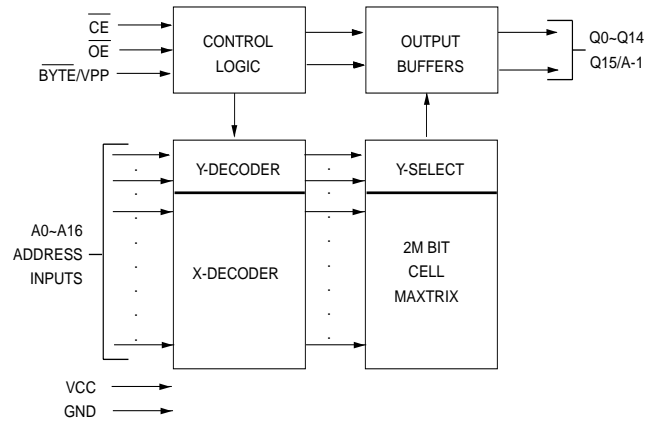 CE
OE
BYTE/VPP
CONTROL
LOGIC
OUTPUT
BUFFERS
Q0~Q14
Q15/A-1
A0~A16
ADDRESS
INPUTS
Y-DECODER
X-DECODER
Y-SELECT
2M BIT
CELL
MAXTRIX
VCC
GND